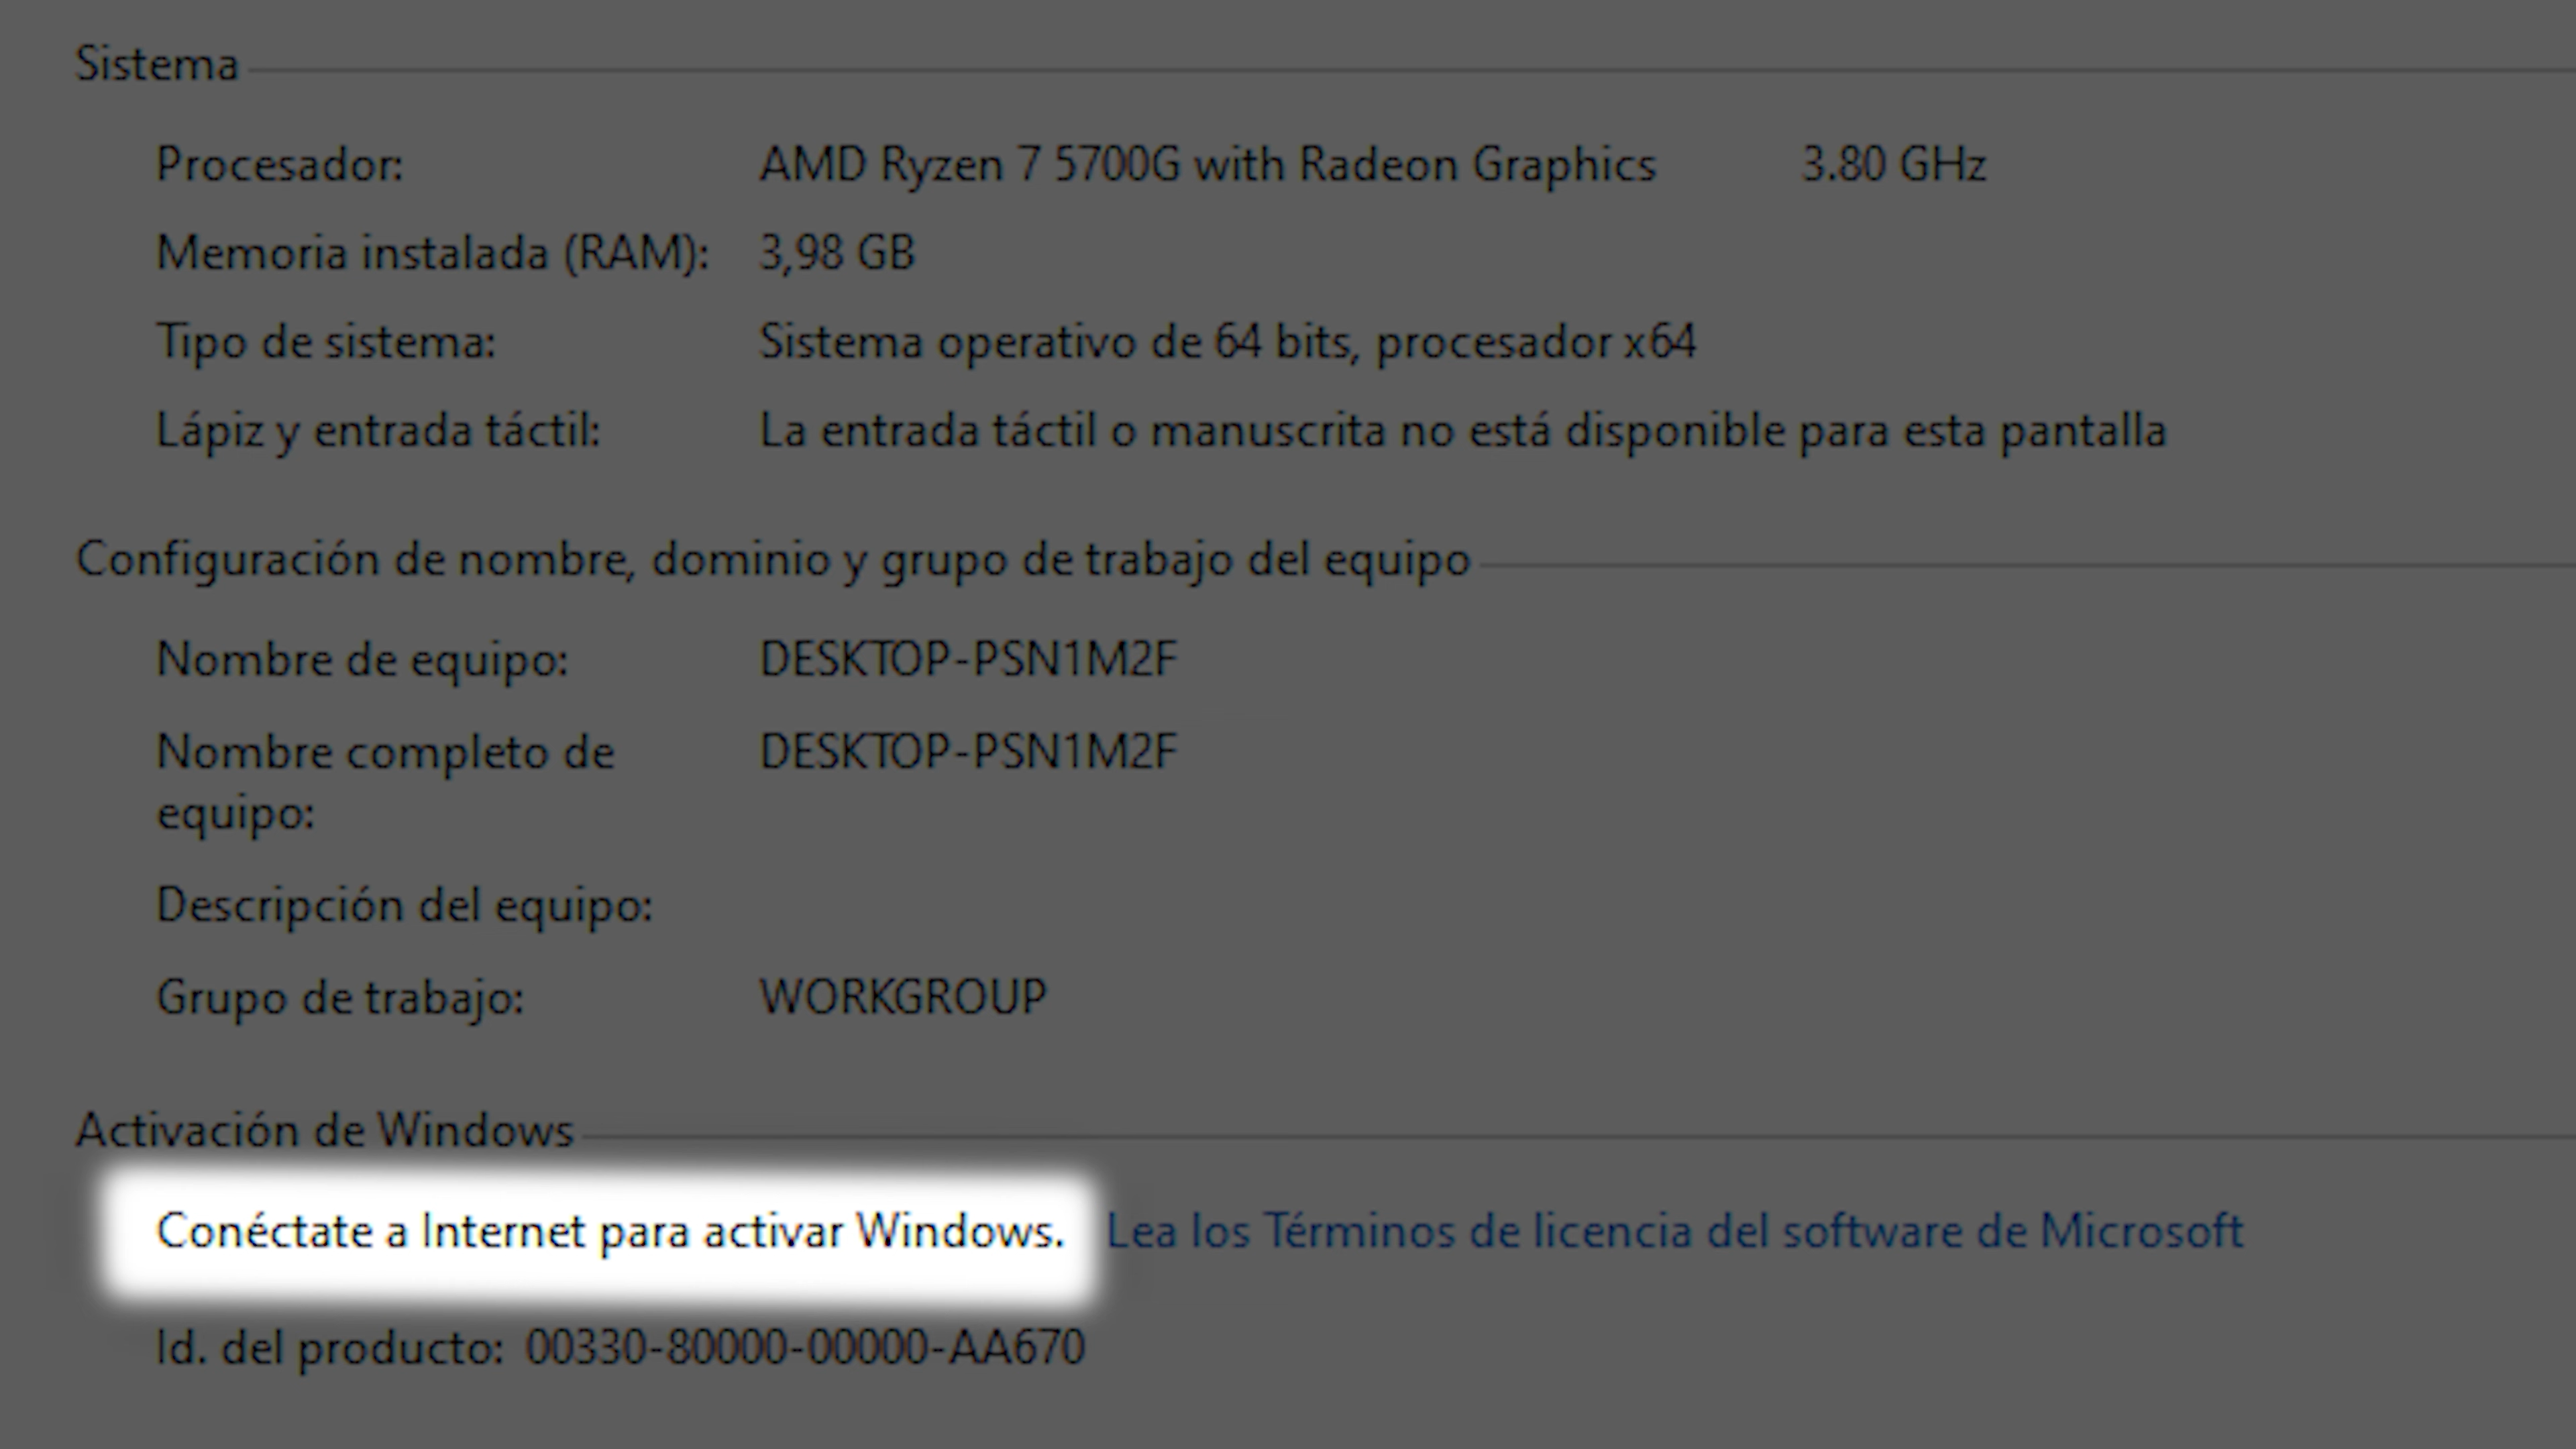 Sistema
Procesador: AMD Ryzen 7 5700G with Radeon Graphics 3.80 GHz
Memoria instalada (RAM): 3,98 GB
Tipo de sistema: Sistema operativo de 64 bits, procesador x64
Lápiz y entrada táctil: La entrada táctil o manuscrita no está disponible para esta pantalla
Configuración de nombre, dominio y grupo de trabajo del equipo
Nombre de equipo: DESKTOP-PSN1M2F
Nombre completo de DESKTOP-PSN1M2F
equipo:
Descripción del equipo:
Grupo de trabajo: WORKGROUP
Activación de Windows
Conéctate a Internet para activar Windows. Lea los Términos de licencia del software de Microsoft
Id. del producto: 00330-80000-00000-AA670